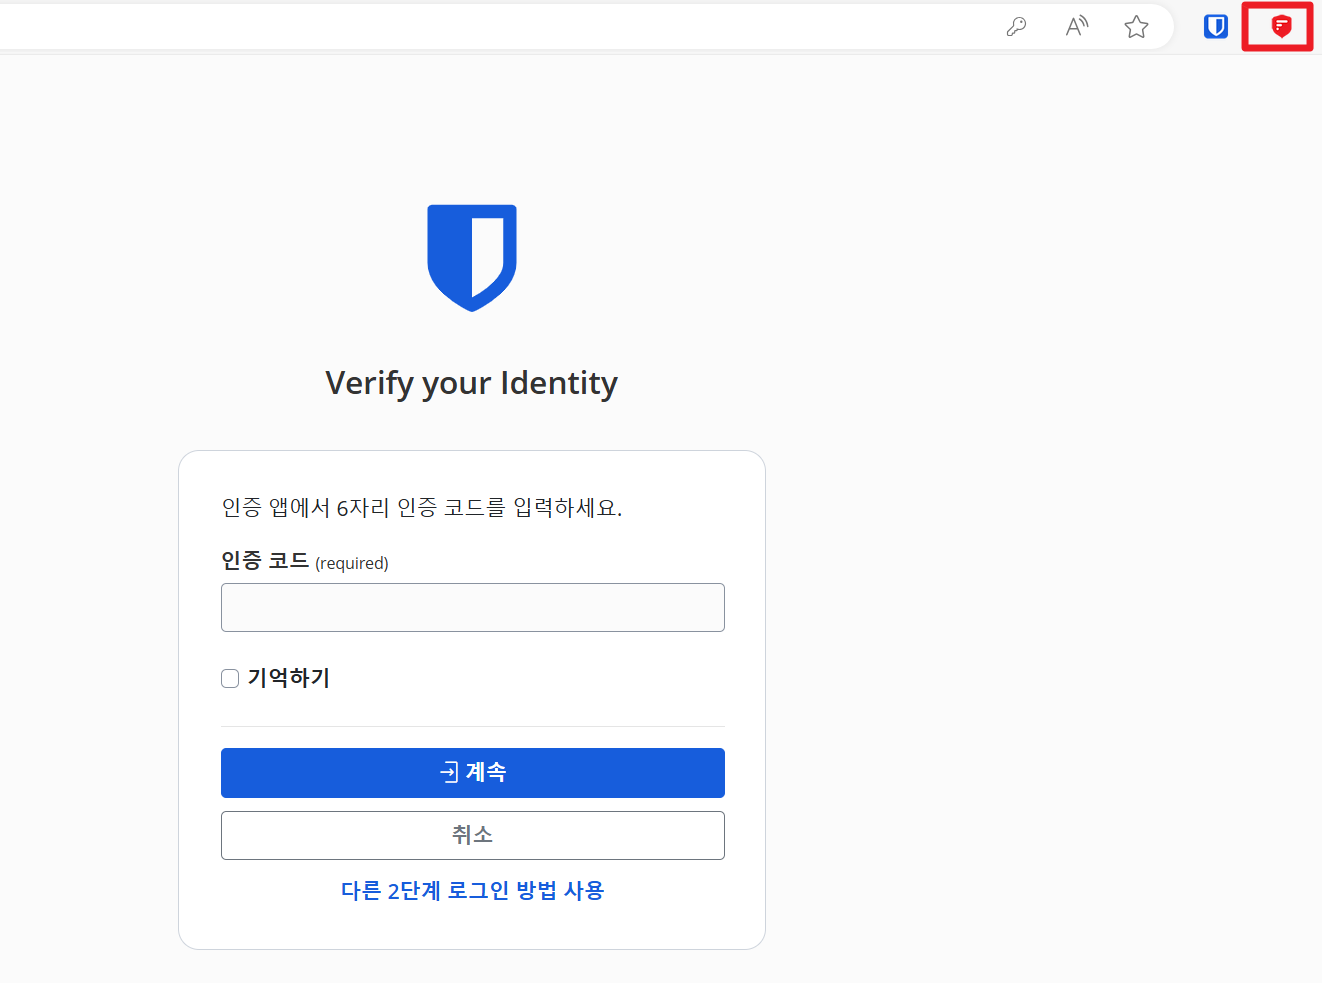 Verify your Identity
인증 앱에서 6자리 인증 코드를 입력하세요.
인증 코드 (required)
기억하기
계속
취소
다른 2단계 로그인 방법 사용